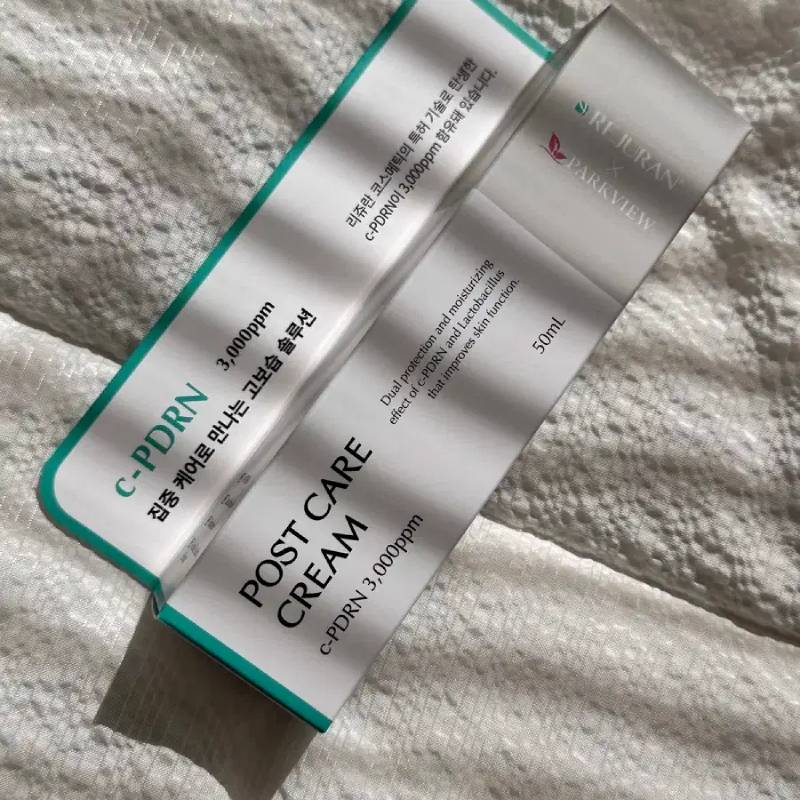 REJURAN®
×
PARKVIEW
Dual protection and moisturizing
effect of c-PDRN and Lactobacillus
that improves skin function.
50mL
POST CARE
CREAM
c-PDRN 3,000ppm
리쥬란 코스메틱의 특허 기술로 탄생한
c-PDRN이 3,000ppm 함유돼 있습니다.
c-PDRN 3,000ppm
집중 케어로 만나는 고보습 솔루션